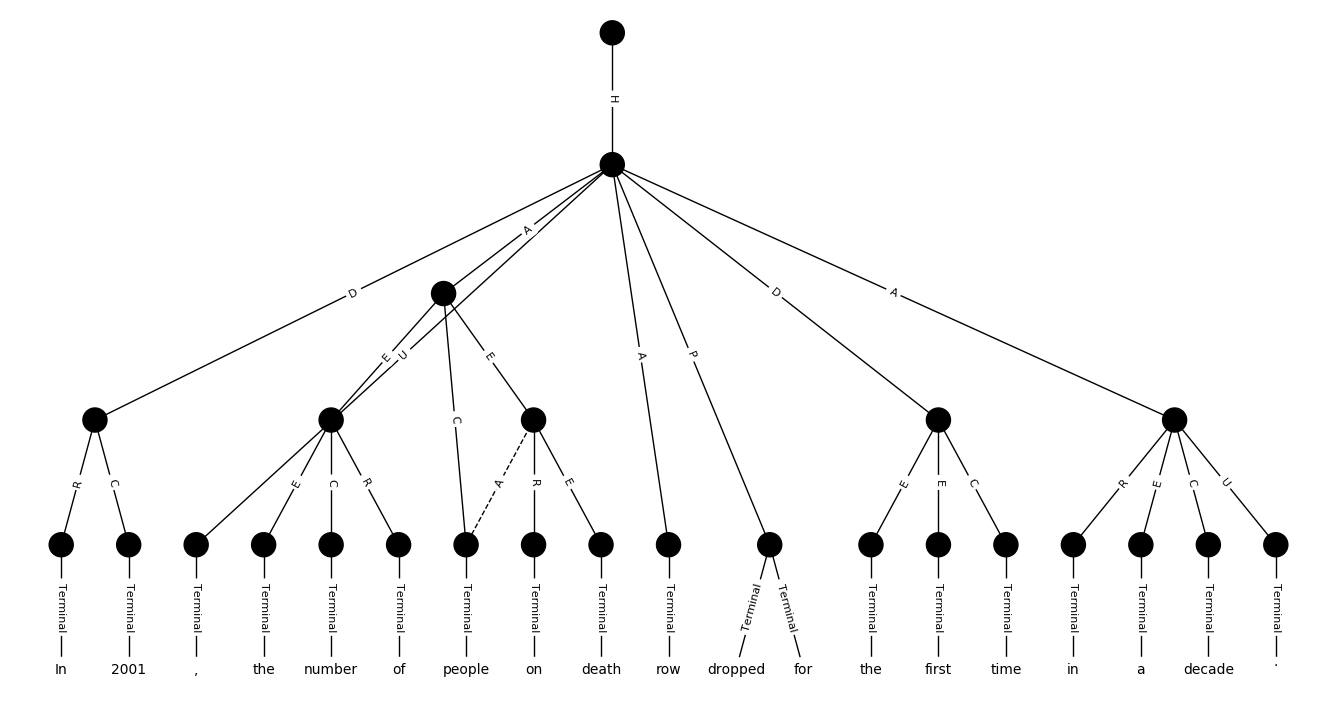 H
A
D
A
D
E
U
E
A
P
C
R
C
E
C
R
A
R
E
E
E
C
R
E
C
U
Terminal Terminal Terminal Terminal Terminal Terminal Terminal Terminal Terminal Terminal Terminal Terminal Terminal Terminal Terminal Terminal Terminal Terminal Terminal
In 2001 , the number of people on death row dropped for the first time in a decade .